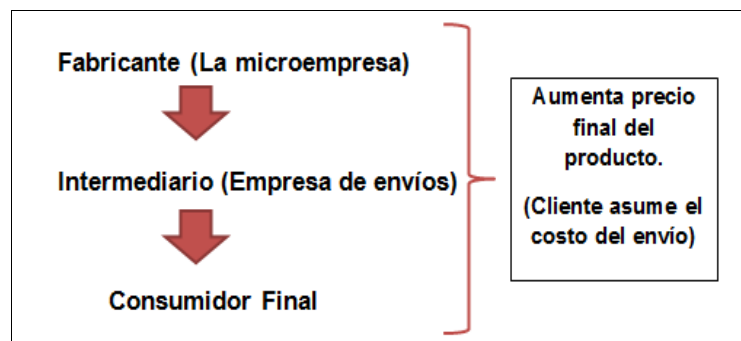 Fabricante (La microempresa)
Intermediario (Empresa de envíos)
Consumidor Final
Aumenta precio
final del
producto.
(Cliente asume el
costo del envío)